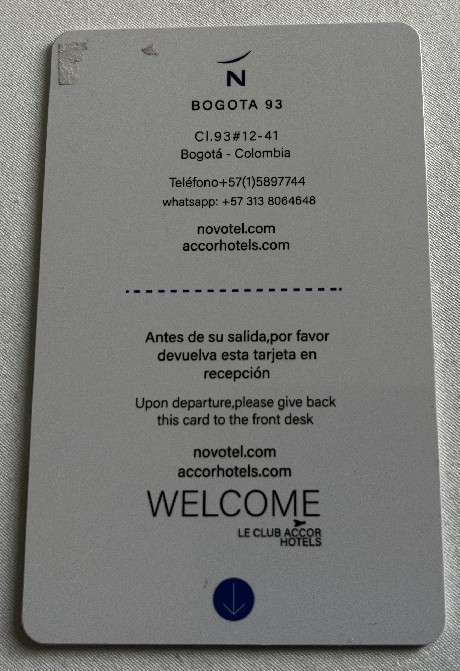 N
BOGOTA 93
Cl.93#12-41
Bogotá - Colombia
Teléfono+57(1)5897744
whatsapp: +57 313 8064648
novotel.com
accorhotels.com
Antes de su salida,por favor
devuelva esta tarjeta en
recepción
Upon departure,please give back
this card to the front desk
novotel.com
accorhotels.com
WELCOME
LE CLUB ACCOR
HOTELS